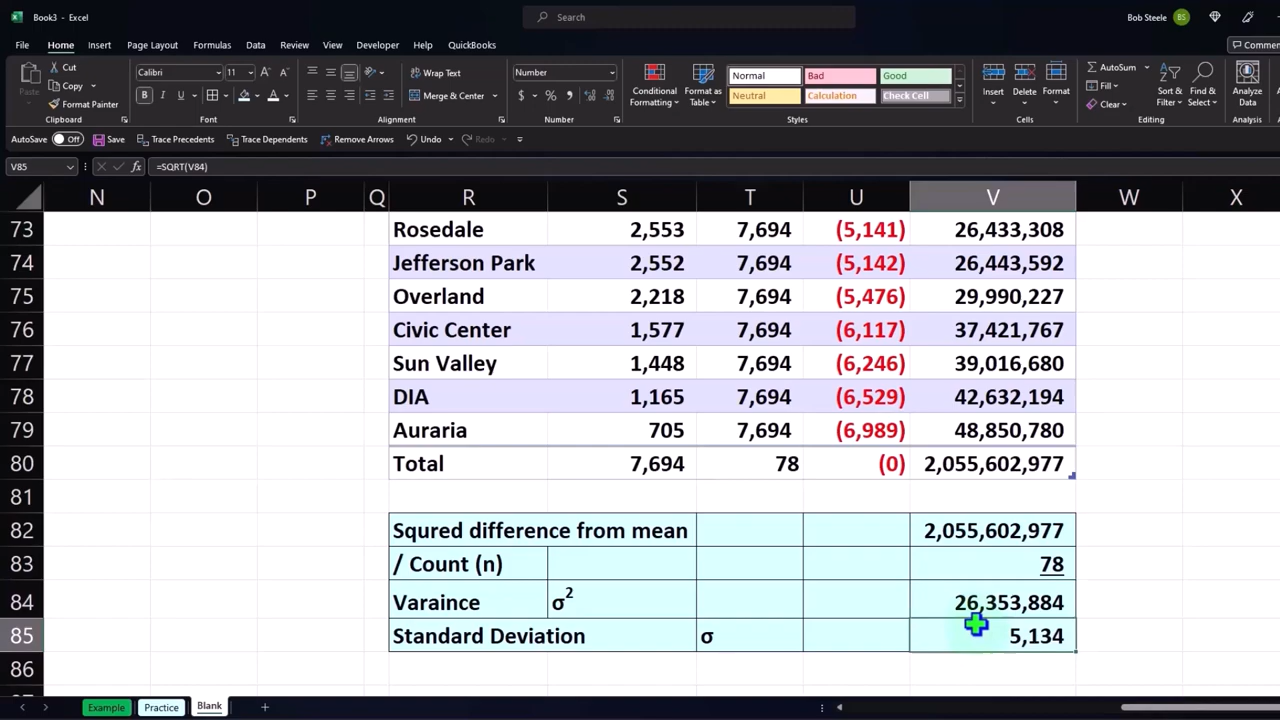 Book3 - Excel
Search
Bob Steele BS
File Home Insert Page Layout Formulas Data Review View Developer Help QuickBooks
Commen
Paste
Cut
Copy
Format Painter
Clipboard
Calibri 11
B I U
Font
Wrap Text
Merge & Center
Alignment
Number
$ % 
Number
Conditional Formatting
Format as Table
Normal Bad Good
Neutral Calculation Check Cell
Styles
Insert Delete Format
Cells
AutoSum
Fill
Clear
Sort & Filter
Find & Select
Editing
Analyze Data
Analysis
AutoSave Off Save Trace Precedents Trace Dependents Remove Arrows Undo Redo
V85 fx =SQRT(V84)
N O P Q R S T U V W X
73 Rosedale 2,553 7,694 (5,141) 26,433,308
74 Jefferson Park 2,552 7,694 (5,142) 26,443,592
75 Overland 2,218 7,694 (5,476) 29,990,227
76 Civic Center 1,577 7,694 (6,117) 37,421,767
77 Sun Valley 1,448 7,694 (6,246) 39,016,680
78 DIA 1,165 7,694 (6,529) 42,632,194
79 Auraria 705 7,694 (6,989) 48,850,780
80 Total 7,694 78 (0) 2,055,602,977
81
82 Squred difference from mean 2,055,602,977
83 / Count (n) 78
84 Varaince σ2 26,353,884
85 Standard Deviation σ 5,134
86
Example Practice Blank